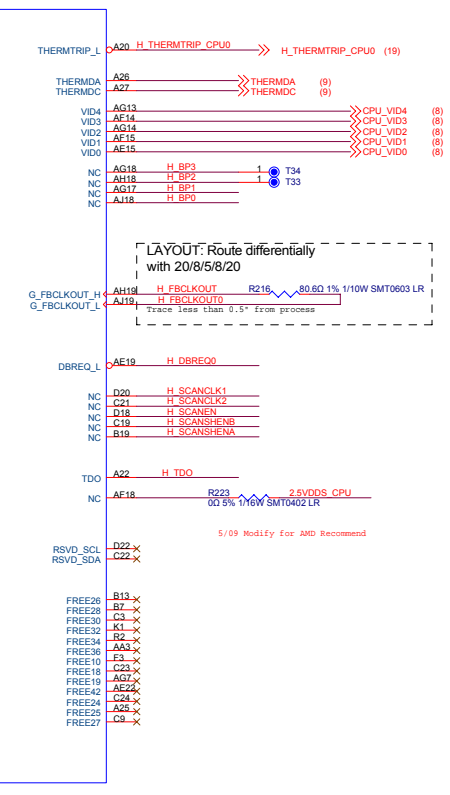 THERMTRIP_L A20 H_THERMTRIP_CPU0 H_THERMTRIP_CPU0 (19)
THERMDA A26 THERMDA (9)
THERMDC A27 THERMDC (9)
VID4 AG13 CPU_VID4 (8)
VID3 AF14 CPU_VID3 (8)
VID2 AG14 CPU_VID2 (8)
VID1 AF15 CPU_VID1 (8)
VID0 AE15 CPU_VID0 (8)
NC AG18 H_BP3 1 T34
NC AH18 H_BP2 1 T33
NC AG17 H_BP1
NC AJ18 H_BP0
LAYOUT: Route differentially
with 20/8/5/8/20
G_FBCLKOUT_H AH19 H_FBCLKOUT R216 80.6Ω 1% 1/10W SMT0603 LR
G_FBCLKOUT_L AJ19 H_FBCLKOUT0
Trace less than 0.5" from process
DBREQ_L AE19 H_DBREQ0
NC D20 H_SCANCLK1
NC C21 H_SCANCLK2
NC D18 H_SCANEN
NC C19 H_SCANSHENB
NC B19 H_SCANSHENA
TDO A22 H_TDO
NC AF18 R223 2.5VDDS_CPU
0Ω 5% 1/16W SMT0402 LR
5/09 Modify for AMD Recommend
RSVD_SCL D22
RSVD_SDA C22
FREE26 B13
FREE28 B7
FREE30 C3
FREE32 K1
FREE34 R2
FREE36 AA3
FREE10 F3
FREE18 C23
FREE19 AG7
FREE42 AE22
FREE24 C24
FREE25 A25
FREE27 C9